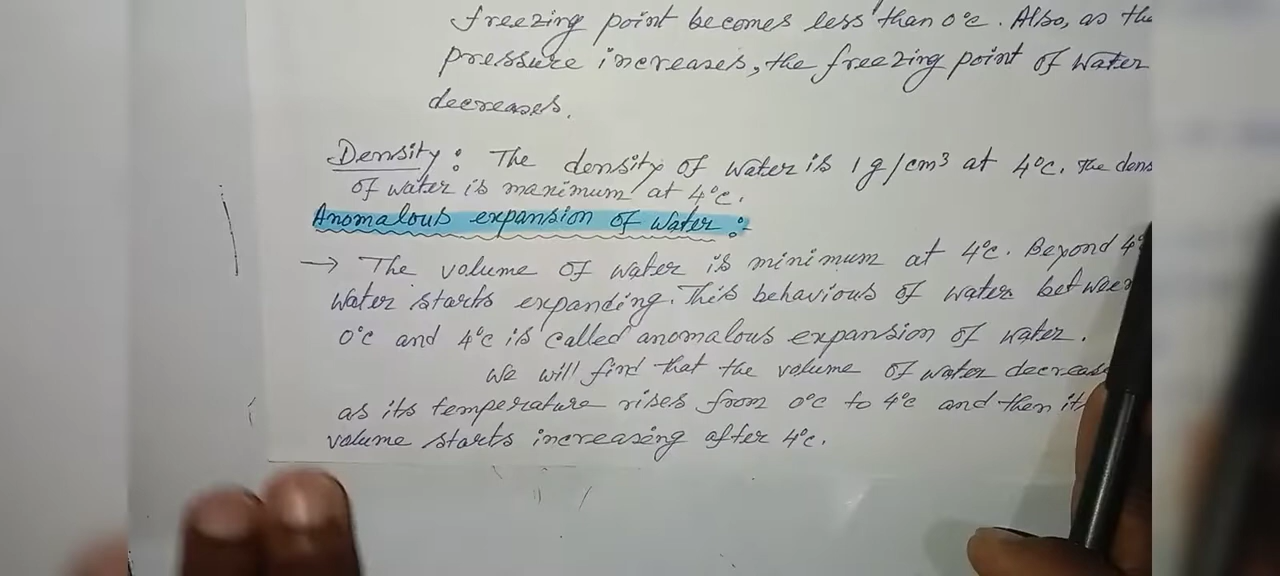 freezing point becomes less than 0°c. Also, as the
pressure increases, the freezing point of water
decreases.
Density: The density of water is 1g/cm³ at 4°c. The dens
of water is maximum at 4°c.
Anomalous expansion of water:-
→ The volume of water is minimum at 4°c. Beyond 4°
water starts expanding. This behavious of water between
0°c and 4°c is called anomalous expansion of water.
we will find that the volume of water decreas
as its temperature rises from 0°c to 4°c and then it
volume starts increasing after 4°c.